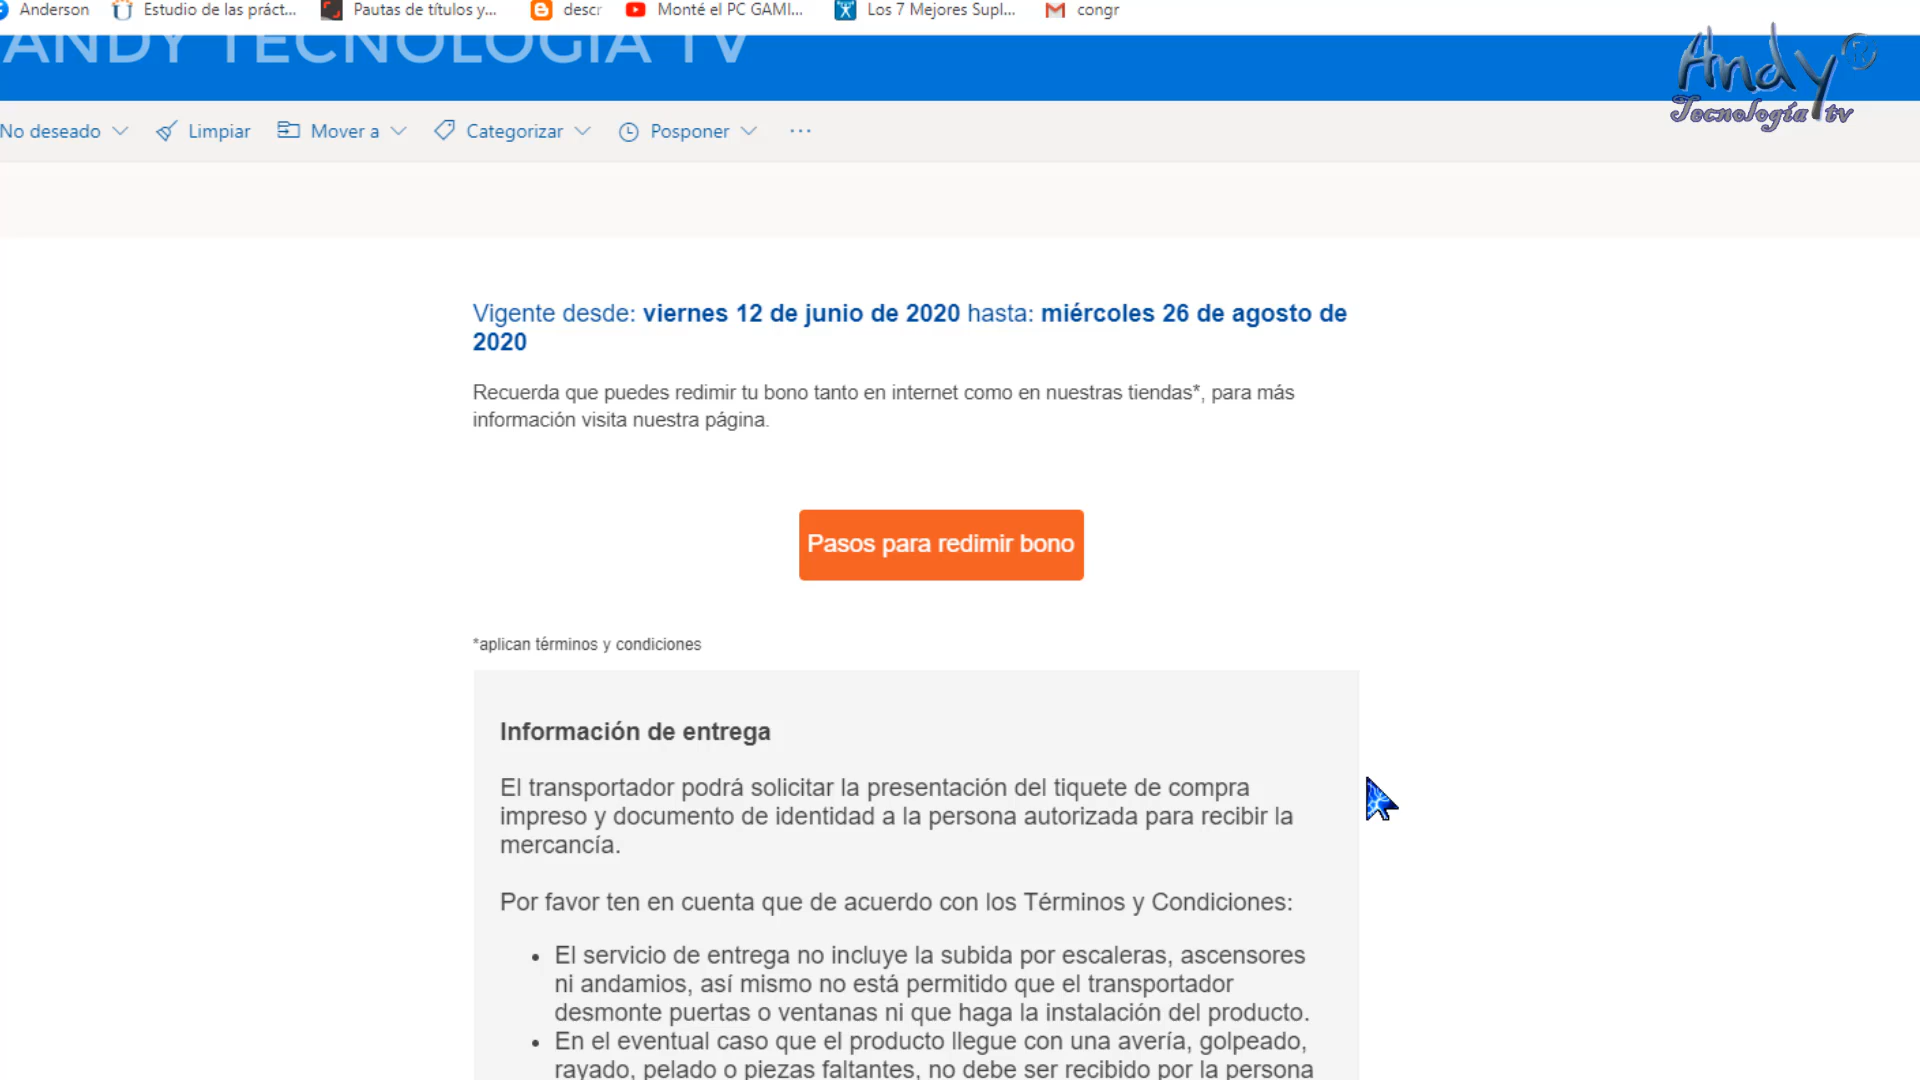 Anderson Estudio de las práct... Pautas de títulos y... descr Monté el PC GAMI... Los 7 Mejores Supl... congr
ANDY TECNOLOGIA TV
Andy
Tecnología tv
No deseado Limpiar Mover a Categorizar Posponer ...
Vigente desde: viernes 12 de junio de 2020 hasta: miércoles 26 de agosto de
2020
Recuerda que puedes redimir tu bono tanto en internet como en nuestras tiendas*, para más
información visita nuestra página.
Pasos para redimir bono
*aplican términos y condiciones
Información de entrega
El transportador podrá solicitar la presentación del tiquete de compra
impreso y documento de identidad a la persona autorizada para recibir la
mercancía.
Por favor ten en cuenta que de acuerdo con los Términos y Condiciones:
• El servicio de entrega no incluye la subida por escaleras, ascensores
ni andamios, así mismo no está permitido que el transportador
desmonte puertas o ventanas ni que haga la instalación del producto.
• En el eventual caso que el producto llegue con una avería, golpeado,
rayado, pelado o piezas faltantes, no debe ser recibido por la persona